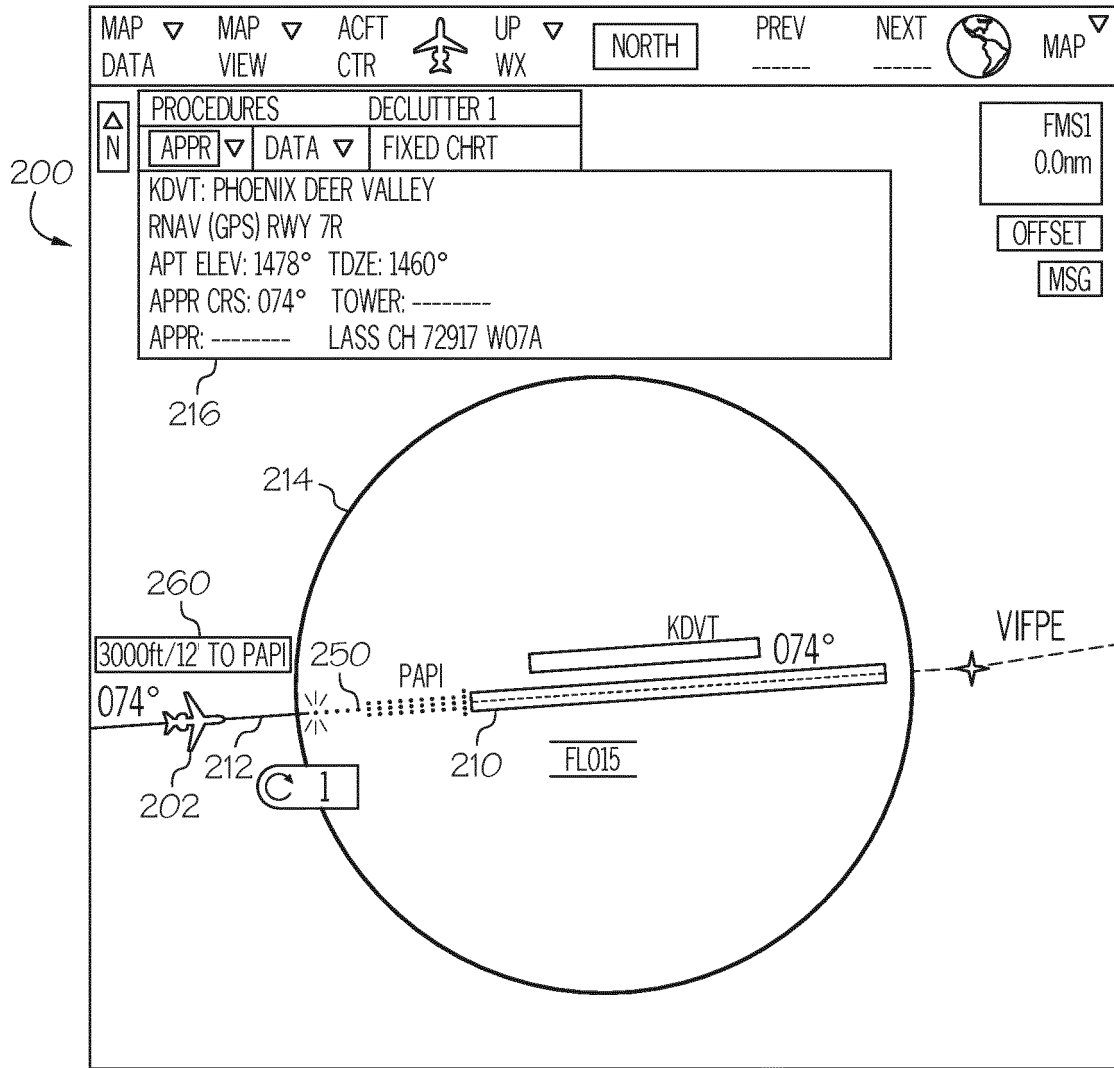 MAP MAP ACFT UP NORTH PREV NEXT MAP
DATA VIEW CTR WX ------ ------
N
PROCEDURES DECLUTTER 1
APPR DATA FIXED CHRT
FMS1
0.0nm
OFFSET
MSG
200
KDVT: PHOENIX DEER VALLEY
RNAV (GPS) RWY 7R
APT ELEV: 1478° TDZE: 1460°
APPR CRS: 074° TOWER: --------
APPR: -------- LASS CH 72917 W07A
216
214
260
3000ft/12' TO PAPI
250
PAPI
KDVT
074°
VIFPE
074°
202
212
210
FL015
1